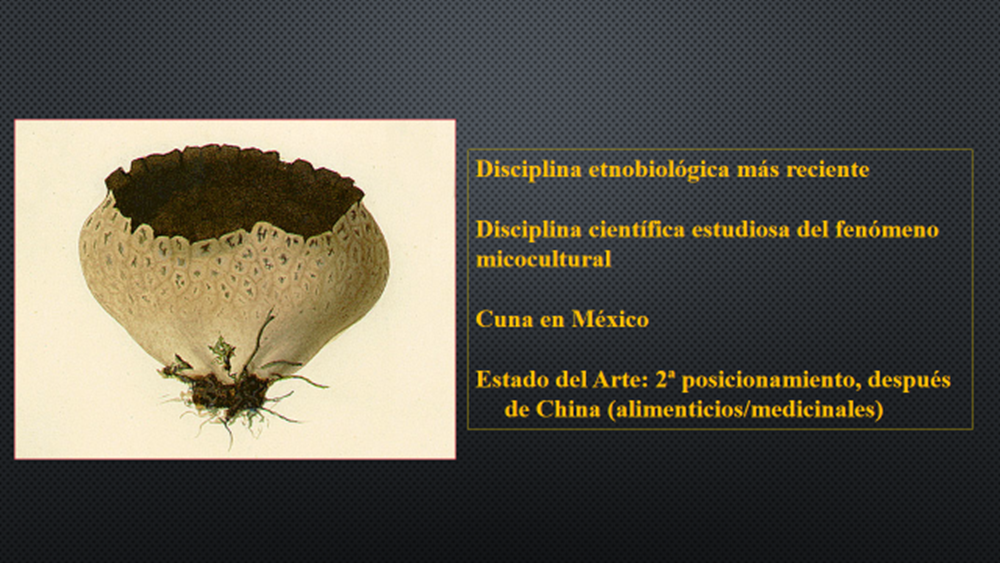 Disciplina etnobiológica más reciente
Disciplina científica estudiosa del fenómeno
micocultural
Cuna en México
Estado del Arte: 2ª posicionamiento, después
de China (alimenticios/medicinales)